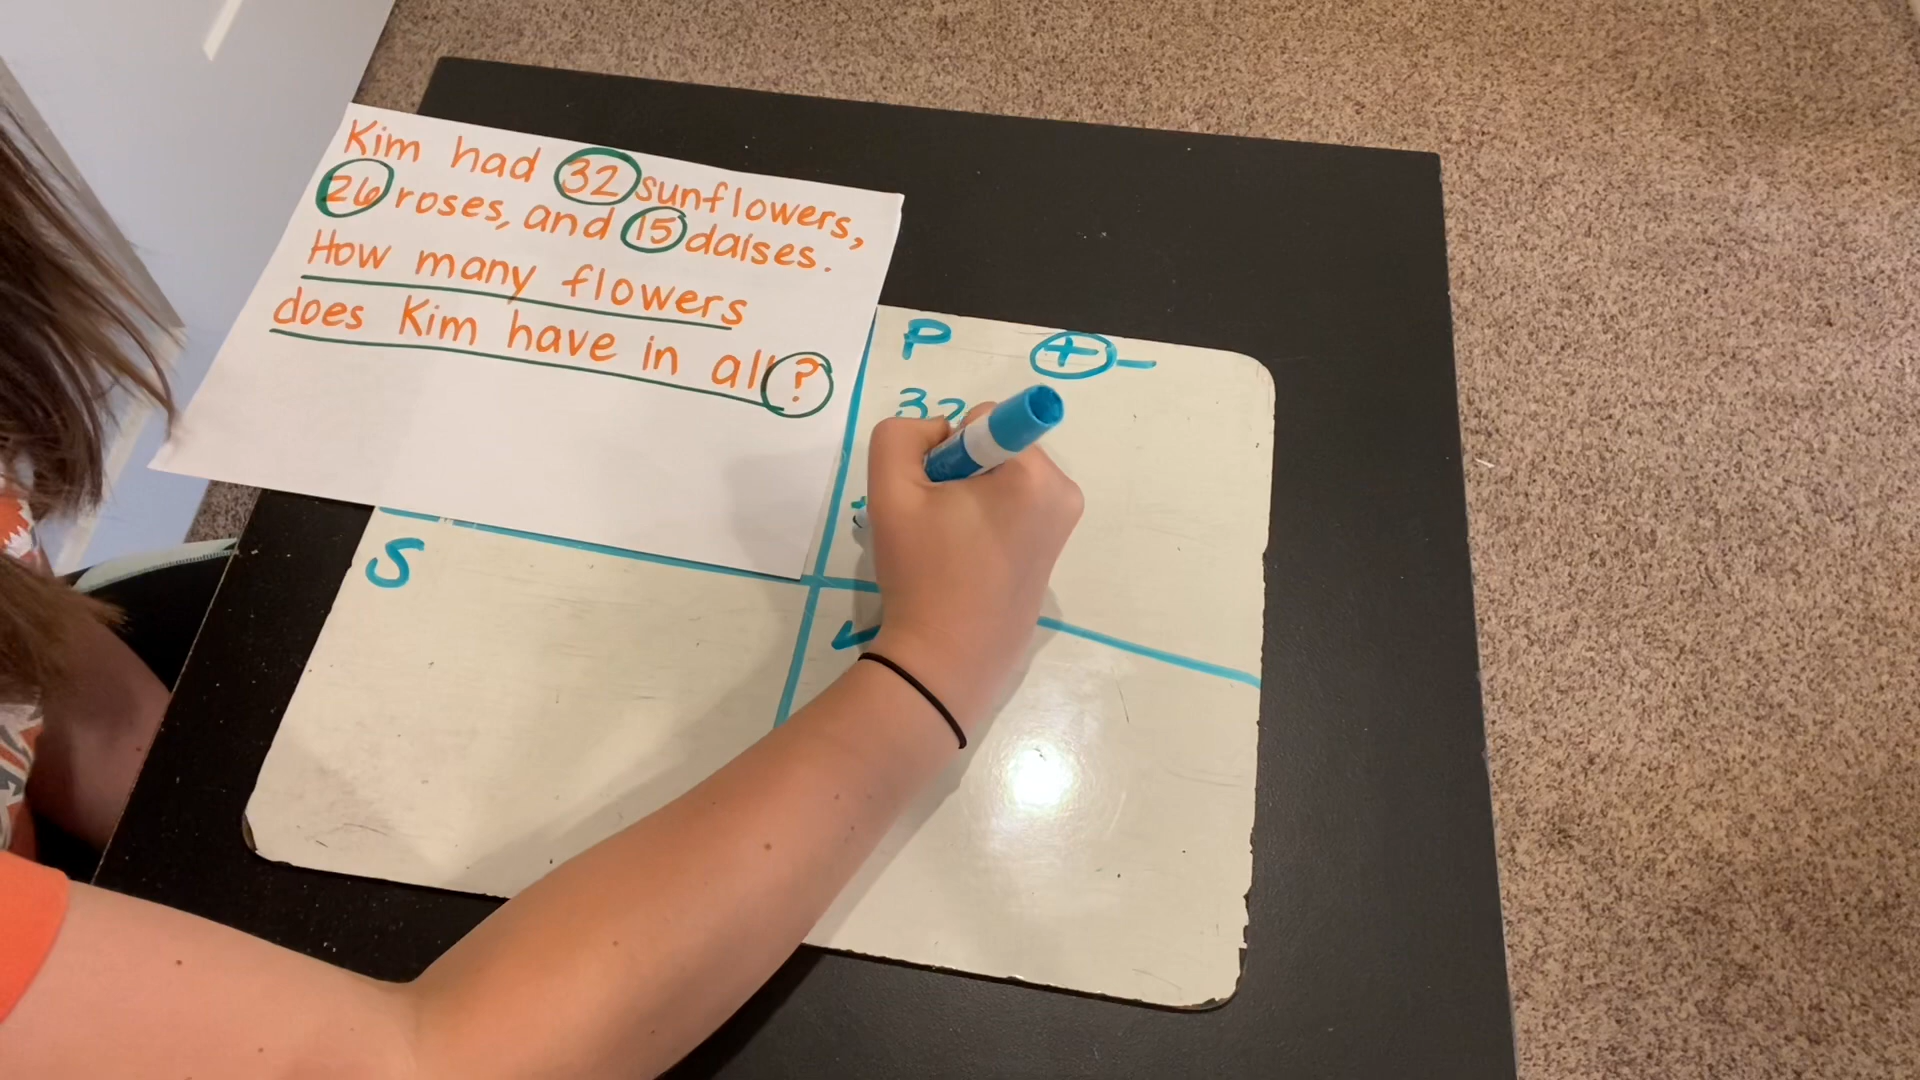 Kim had 32 sunflowers,
26 roses, and 15 daises.
How many flowers
does Kim have in all?
P + -
32
+
S
✓